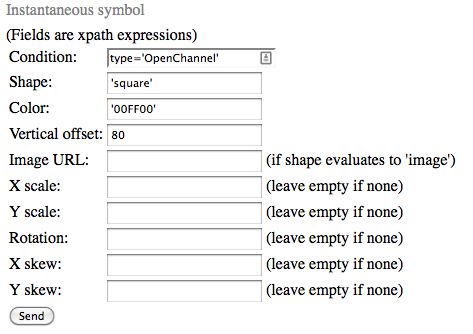 Instantaneous symbol
(Fields are xpath expressions)
Condition: type='OpenChannel'
Shape: 'square'
Color: '00FF00'
Vertical offset: 80
Image URL: (if shape evaluates to 'image')
X scale: (leave empty if none)
Y scale: (leave empty if none)
Rotation: (leave empty if none)
X skew: (leave empty if none)
Y skew: (leave empty if none)
Send